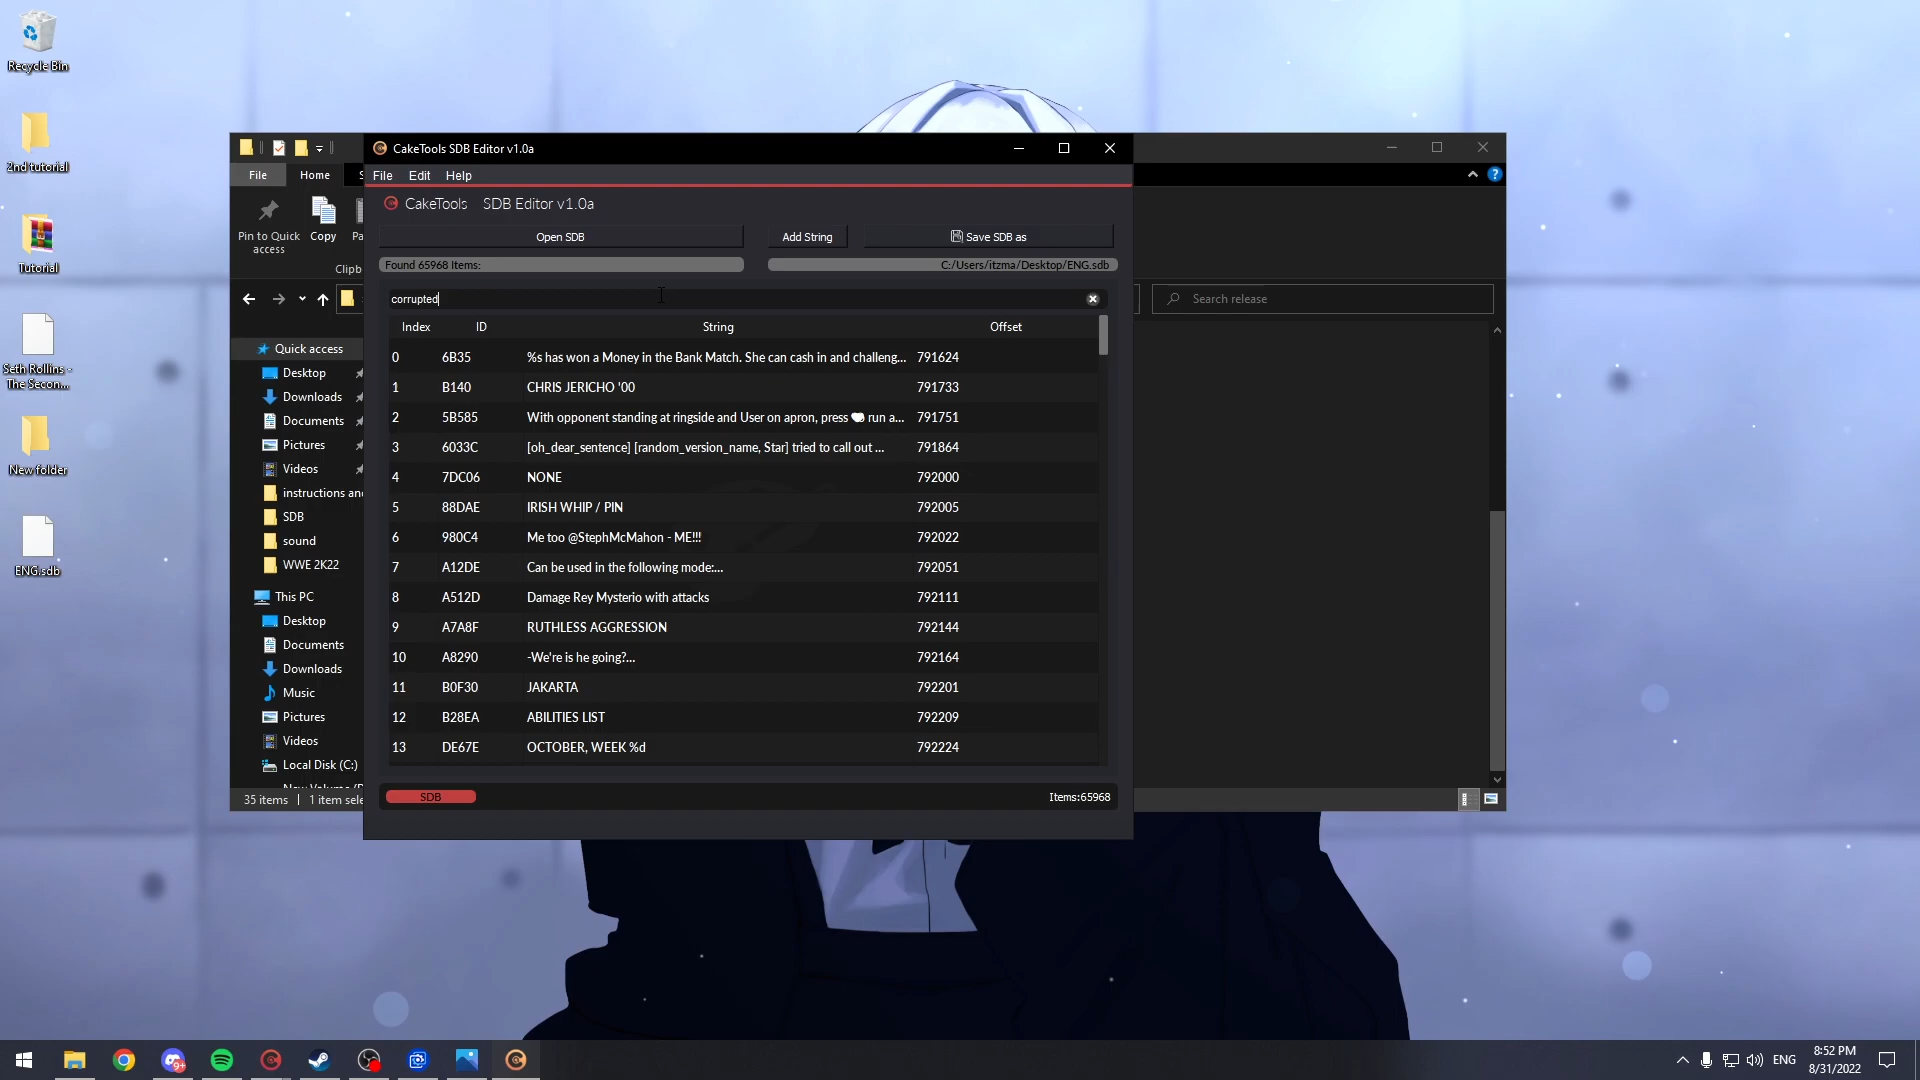 Recycle Bin
2nd tutorial
Tutorial
Seth Rollins -
The Secon...
New folder
ENG.sdb
File
Home
Pin to Quick
access
Copy
Pa
Clipb
Search release
Quick access
Desktop
Downloads
Documents
Pictures
Videos
instructions an
SDB
sound
WWE 2K22
This PC
Desktop
Documents
Downloads
Music
Pictures
Videos
Local Disk (C:)
35 items
1 item sele
CakeTools SDB Editor v1.0a
File Edit Help
CakeTools SDB Editor v1.0a
Open SDB
Add String
Save SDB as
Found 65968 Items:
C:/Users/itzma/Desktop/ENG.sdb
corrupted
Index ID String Offset
0 6B35 %s has won a Money in the Bank Match. She can cash in and challeng... 791624
1 B140 CHRIS JERICHO '00 791733
2 5B585 With opponent standing at ringside and User on apron, press run a... 791751
3 6033C [oh_dear_sentence] [random_version_name, Star] tried to call out ... 791864
4 7DC06 NONE 792000
5 88DAE IRISH WHIP / PIN 792005
6 980C4 Me too @StephMcMahon - ME!!! 792022
7 A12DE Can be used in the following mode:... 792051
8 A512D Damage Rey Mysterio with attacks 792111
9 A7A8F RUTHLESS AGGRESSION 792144
10 A8290 -We're is he going?... 792164
11 B0F30 JAKARTA 792201
12 B28EA ABILITIES LIST 792209
13 DE67E OCTOBER, WEEK %d 792224
SDB
Items:65968
9+
ENG
8:52 PM
8/31/2022